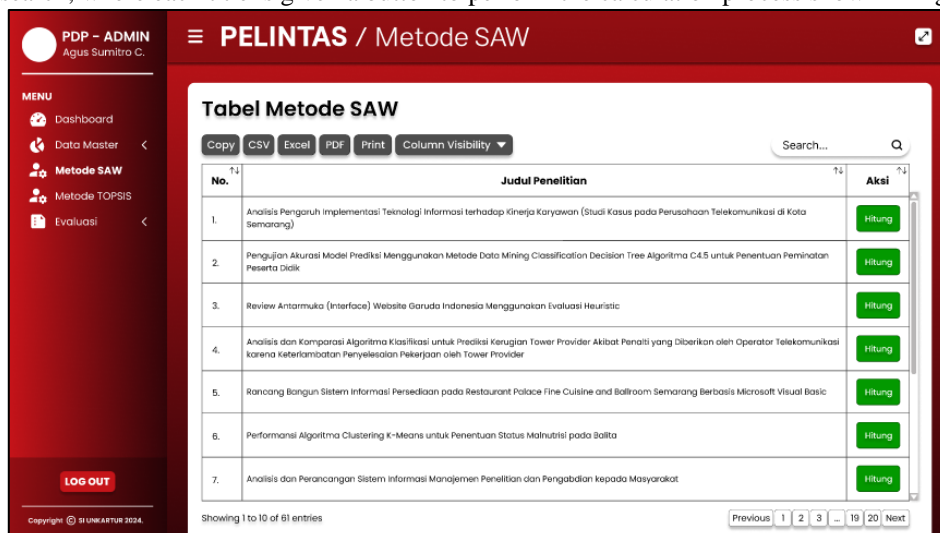 PDP - ADMIN
Agus Sumitro C.
MENU
Dashboard
Data Master
Metode SAW
Metode TOPSIS
Evaluasi
LOG OUT
Copyright © SI UNKARTUR 2024.
PELINTAS / Metode SAW
Tabel Metode SAW
Copy CSV Excel PDF Print Column Visibility
Search...
No. Judul Penelitian Aksi
1. Analisis Pengaruh Implementasi Teknologi Informasi terhadap Kinerja Karyawan (Studi Kasus pada Perusahaan Telekomunikasi di Kota
Semarang) Hitung
2. Pengujian Akurasi Model Prediksi Menggunakan Metode Data Mining Classification Decision Tree Algoritma C4.5 untuk Penentuan Peminatan
Peserta Didik Hitung
3. Review Antarmuka (Interface) Website Garuda Indonesia Menggunakan Evaluasi Heuristic Hitung
4. Analisis dan Komparasi Algoritma Klasifikasi untuk Prediksi Kerugian Tower Provider Akibat Penalti yang Diberikan oleh Operator Telekomunikasi
karena Keterlambatan Penyelesaian Pekerjaan oleh Tower Provider Hitung
5. Rancang Bangun Sistem Informasi Persediaan pada Restaurant Palace Fine Cuisine and Ballroom Semarang Berbasis Microsoft Visual Basic Hitung
6. Performansi Algoritma Clustering K-Means untuk Penentuan Status Malnutrisi pada Balita Hitung
7. Analisis dan Perancangan Sistem Informasi Manajemen Penelitian dan Pengabdian kepada Masyarakat Hitung
Showing 1 to 10 of 61 entries
Previous 1 2 3 ... 19 20 Next